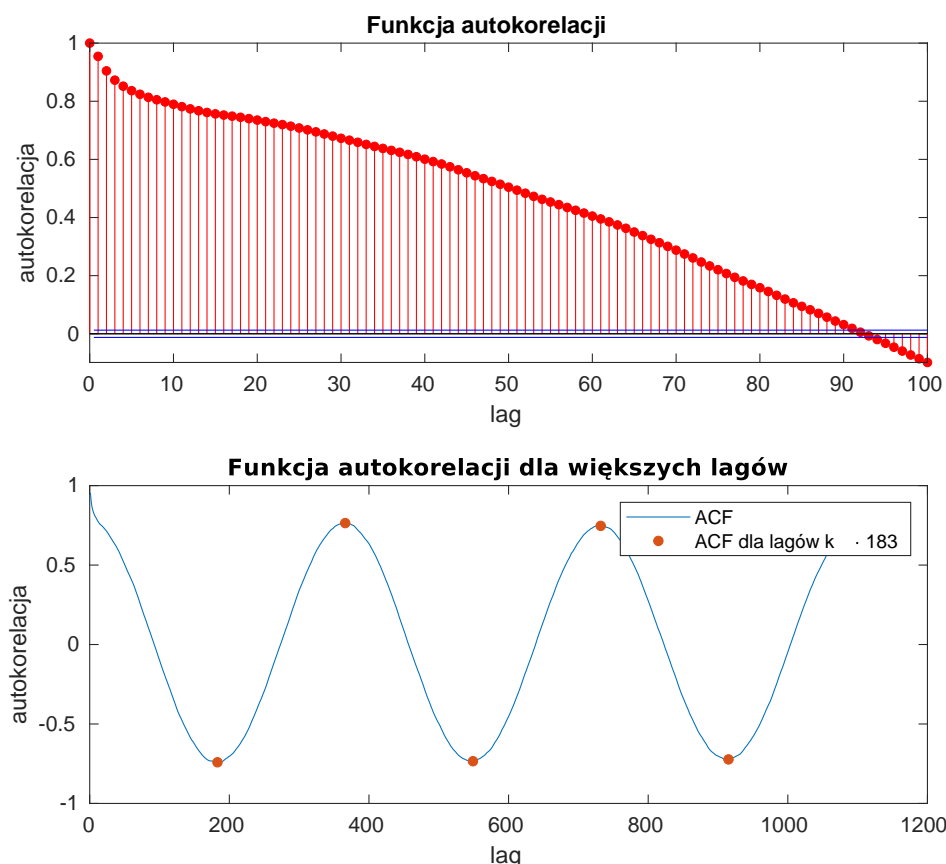 Funkcja autokorelacji
1
0.8
0.6
0.4
0.2
0
autokorelacja
0 10 20 30 40 50 60 70 80 90 100
lag
Funkcja autokorelacji dla większych lagów
1
0.5
0
-0.5
-1
autokorelacja
ACF
ACF dla lagów k · 183
0 200 400 600 800 1000 1200
lag